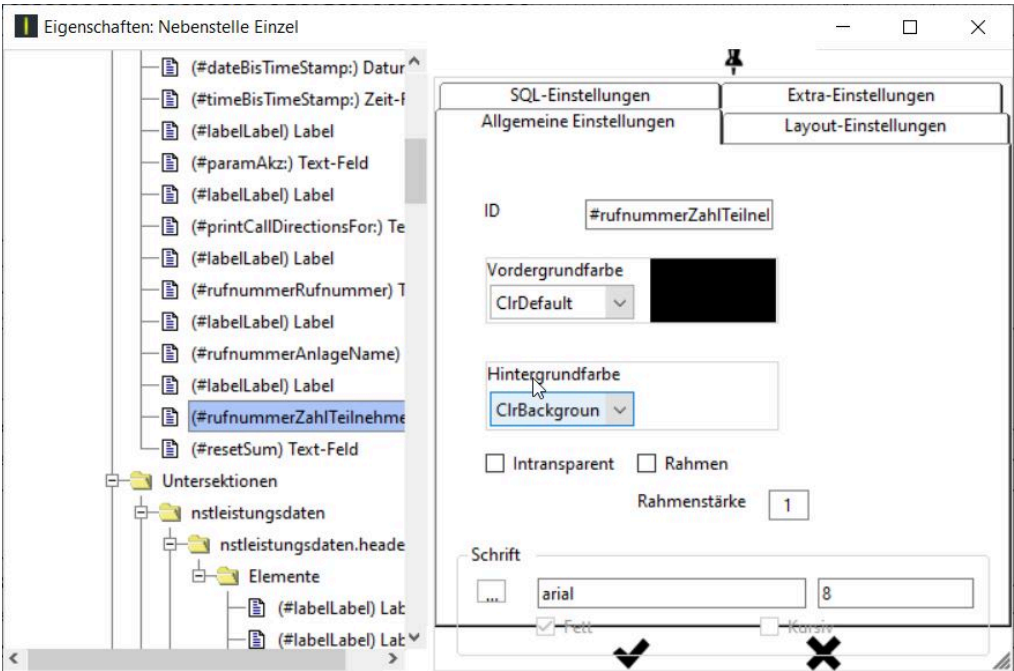 Eigenschaften: Nebenstelle Einzel
(#dateBisTimeStamp:) Datur
(#timeBisTimeStamp:) Zeit-F
(#labelLabel) Label
(#paramAkz:) Text-Feld
(#labelLabel) Label
(#printCallDirectionsFor:) Te
(#labelLabel) Label
(#rufnummerRufnummer) T
(#labelLabel) Label
(#rufnummerAnlageName)
(#labelLabel) Label
(#rufnummerZahlTeilnehme
(#resetSum) Text-Feld
Untersektionen
nstleistungsdaten
nstleistungsdaten.heade
Elemente
(#labelLabel) Lab
(#labelLabel) Lab
SQL-Einstellungen
Extra-Einstellungen
Allgemeine Einstellungen
Layout-Einstellungen
ID
#rufnummerZahlTeilnel
Vordergrundfarbe
ClrDefault
Hintergrundfarbe
ClrBackgroun
Intransparent
Rahmen
Rahmenstärke
1
Schrift
...
arial
8
Fett
Kursiv